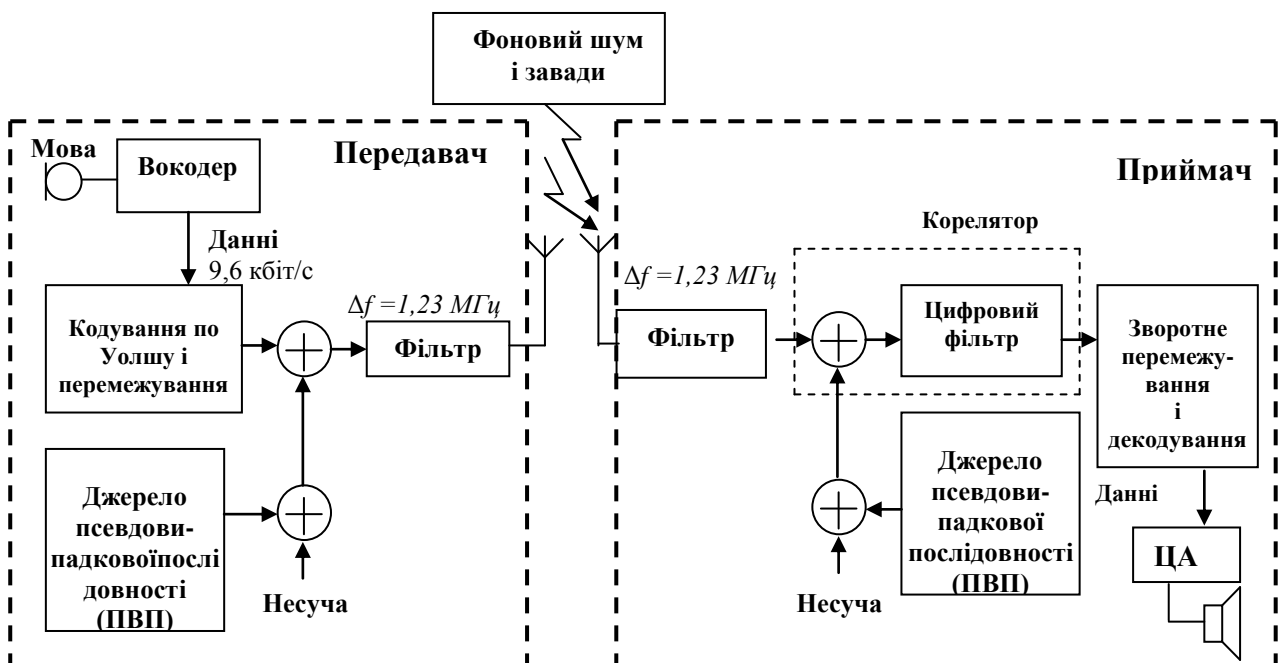 Фоновий шум
і завади
Мова
Вокодер
Передавач
Данні
9,6 кбіт/с
Кодування по
Уолшу і
перемежування
Δf =1,23 МГц
Фільтр
Джерело
псевдови-
падковоїпослі
довності
(ПВП)
Несуча
Приймач
Корелятор
Δf =1,23 МГц
Фільтр
Цифровий
фільтр
Зворотне
перемежу-
вання
і
декодування
Джерело
псевдови-
падкової
послідовності
(ПВП)
Несуча
Данні
ЦА